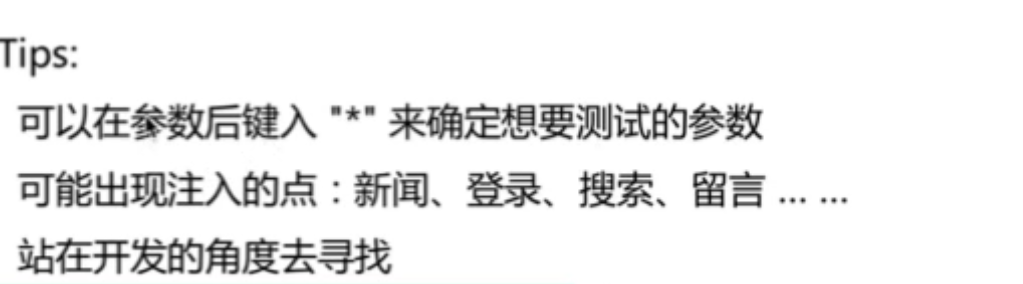 Tips:
可以在参数后键入 "*" 来确定想要测试的参数
可能出现注入的点：新闻、登录、搜索、留言 ... ...
站在开发的角度去寻找